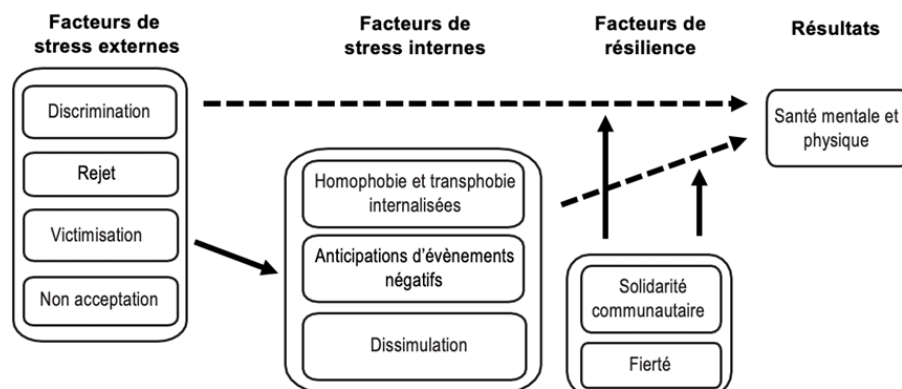 Facteurs de
stress externes
Facteurs de
stress internes
Facteurs de
résilience
Résultats
Discrimination
Rejet
Victimisation
Non acceptation
Homophobie et transphobie
internalisées
Anticipations d'évènements
négatifs
Dissimulation
Solidarité
communautaire
Fierté
Santé mentale et
physique